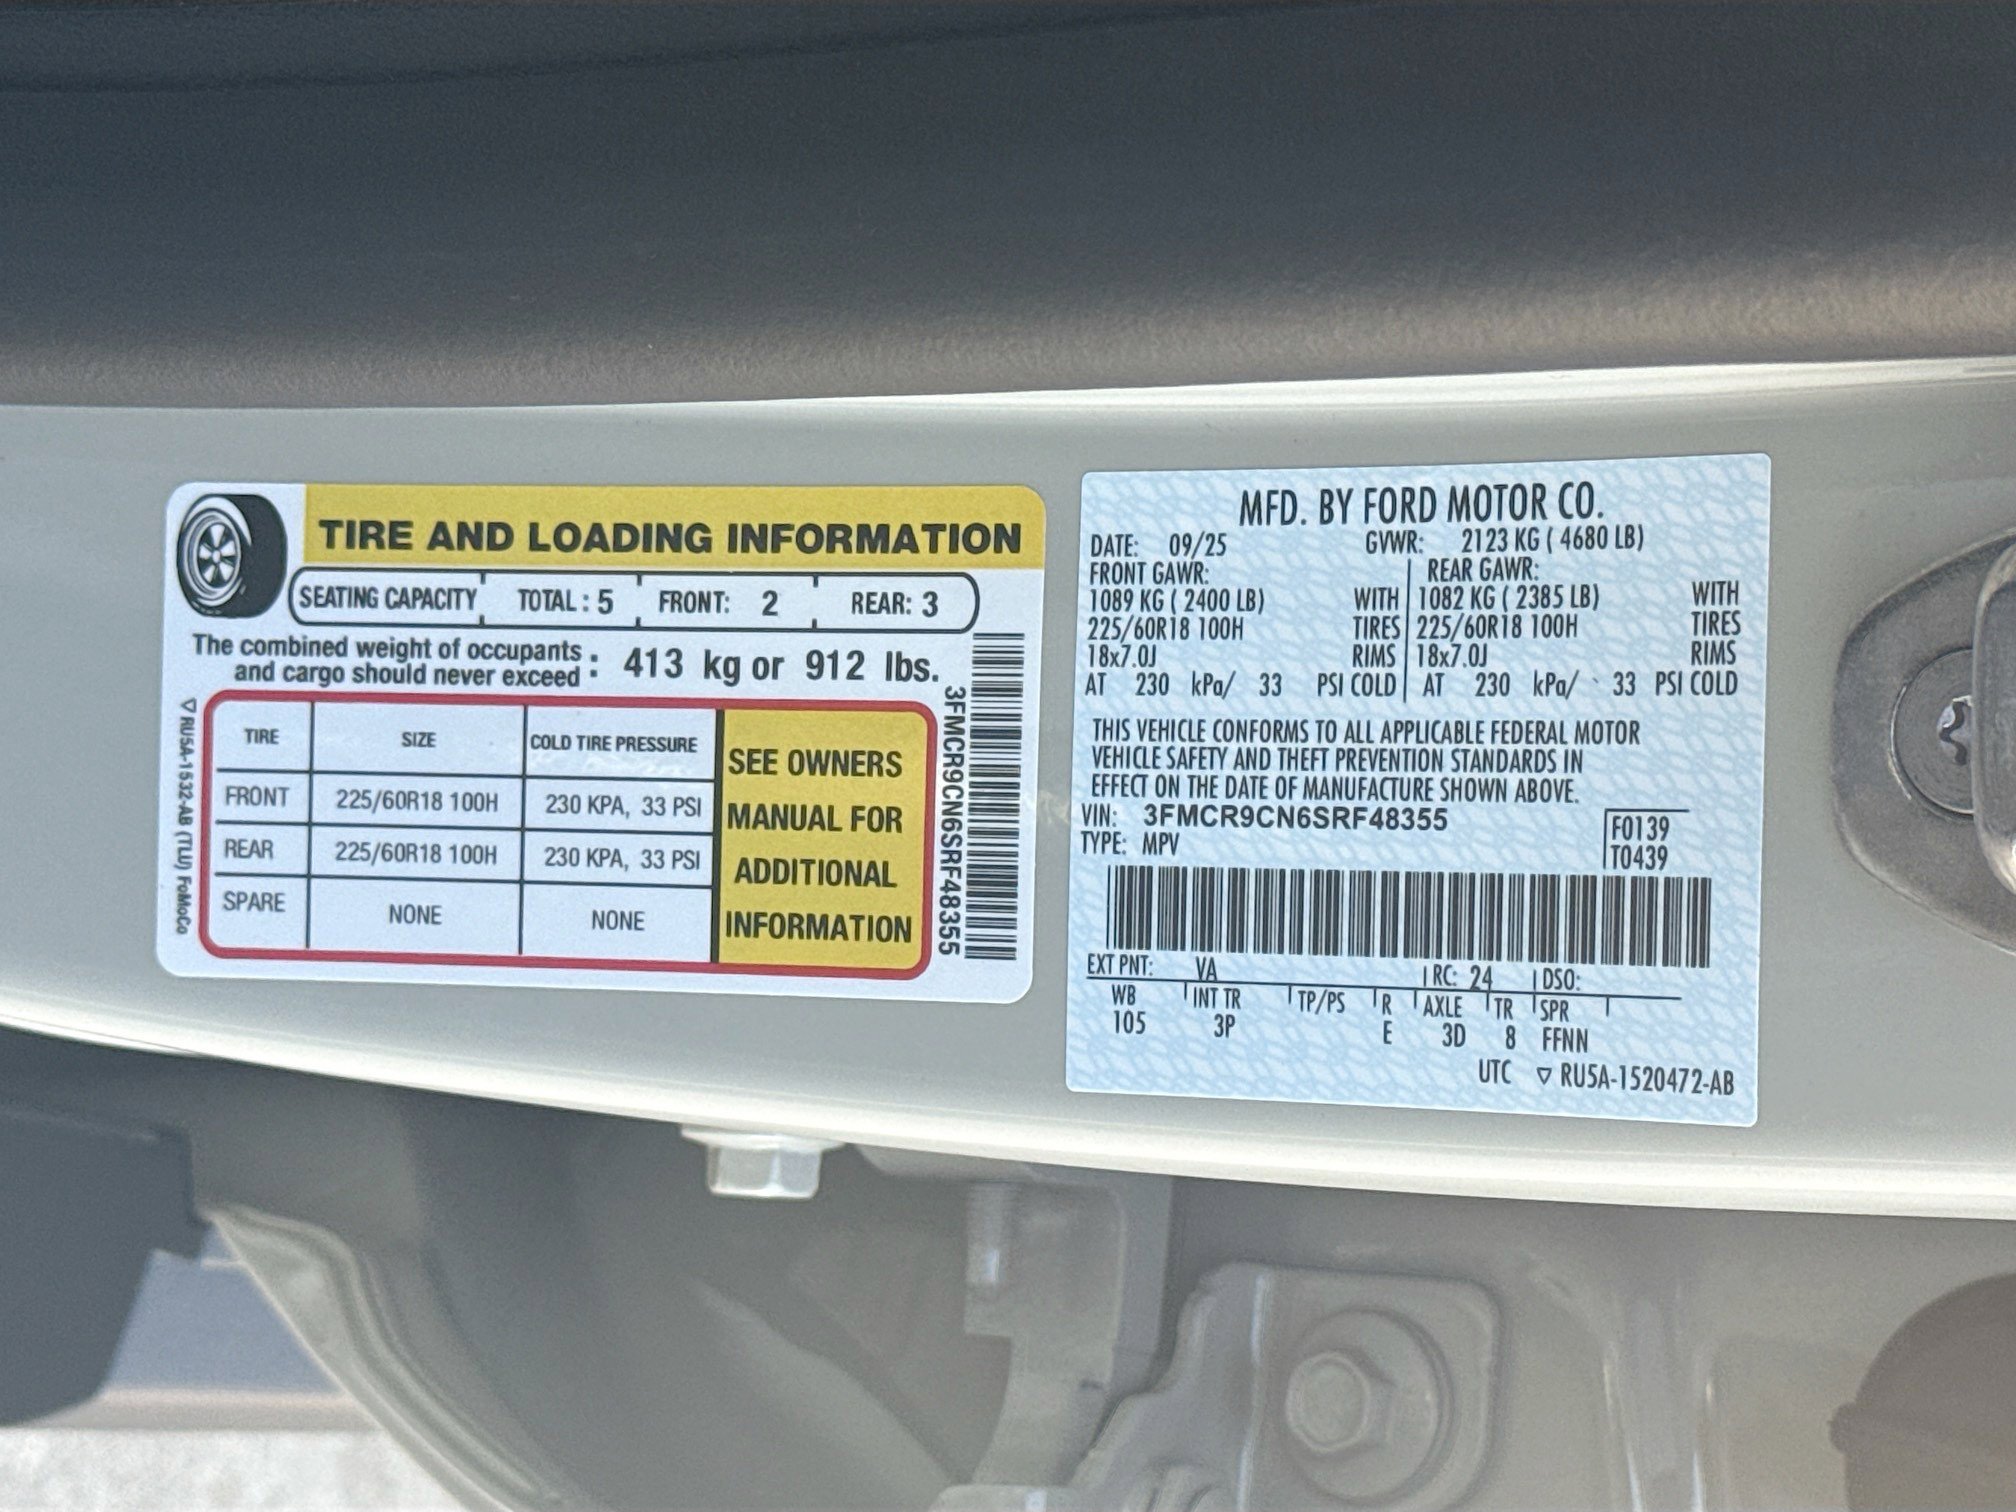 TIRE AND LOADING INFORMATION
SEATING CAPACITY TOTAL : 5 FRONT: 2 REAR: 3
The combined weight of occupants
and cargo should never exceed : 413 kg or 912 lbs.
TIRE SIZE COLD TIRE PRESSURE
FRONT 225/60R18 100H 230 KPA, 33 PSI
REAR 225/60R18 100H 230 KPA, 33 PSI
SPARE NONE NONE
SEE OWNERS
MANUAL FOR
ADDITIONAL
INFORMATION
3FMCR9CN6SRF48355
▽ RU5A-1532-AB (TLU) FoMoCo
MFD. BY FORD MOTOR CO.
DATE: 09/25 GVWR: 2123 KG ( 4680 LB)
FRONT GAWR: REAR GAWR:
1089 KG ( 2400 LB) WITH 1082 KG ( 2385 LB) WITH
225/60R18 100H TIRES 225/60R18 100H TIRES
18x7.0J RIMS 18x7.0J RIMS
AT 230 kPa/ 33 PSI COLD AT 230 kPa/ 33 PSI COLD
THIS VEHICLE CONFORMS TO ALL APPLICABLE FEDERAL MOTOR
VEHICLE SAFETY AND THEFT PREVENTION STANDARDS IN
EFFECT ON THE DATE OF MANUFACTURE SHOWN ABOVE.
VIN: 3FMCR9CN6SRF48355
TYPE: MPV
F0139
T0439
EXT PNT: VA RC: 24 DSO:
WB INT TR TP/PS R AXLE TR SPR
105 3P E 3D 8 FFNN
UTC ▽ RU5A-1520472-AB